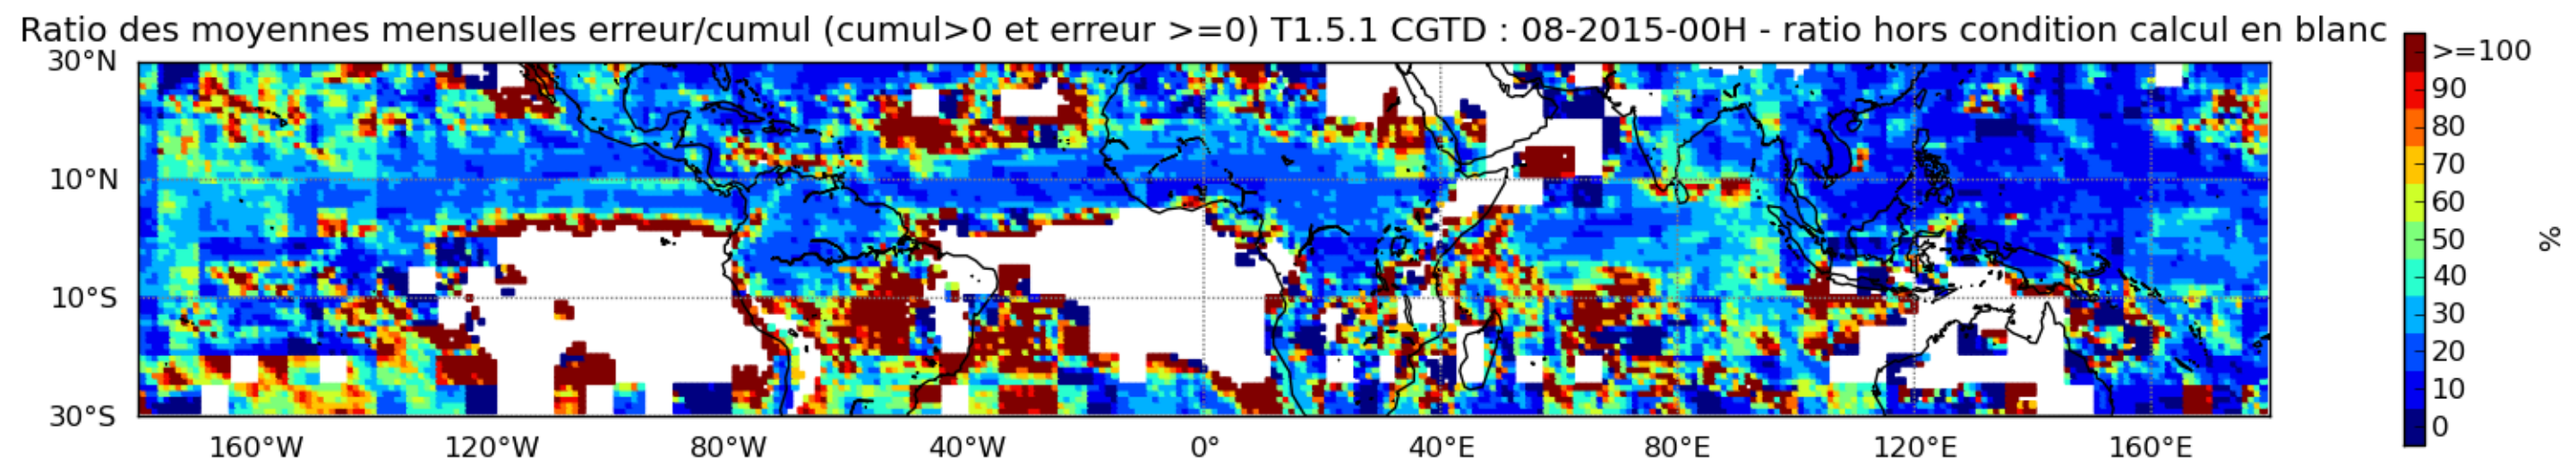 Ratio des moyennes mensuelles erreur/cumul (cumul>0 et erreur >=0) T1.5.1 CGTD : 08-2015-00H - ratio hors condition calcul en blanc
30°N
10°N
10°S
30°S
160°W 120°W 80°W 40°W 0° 40°E 80°E 120°E 160°E
>=100
90
80
70
60
50
40
30
20
10
0
%